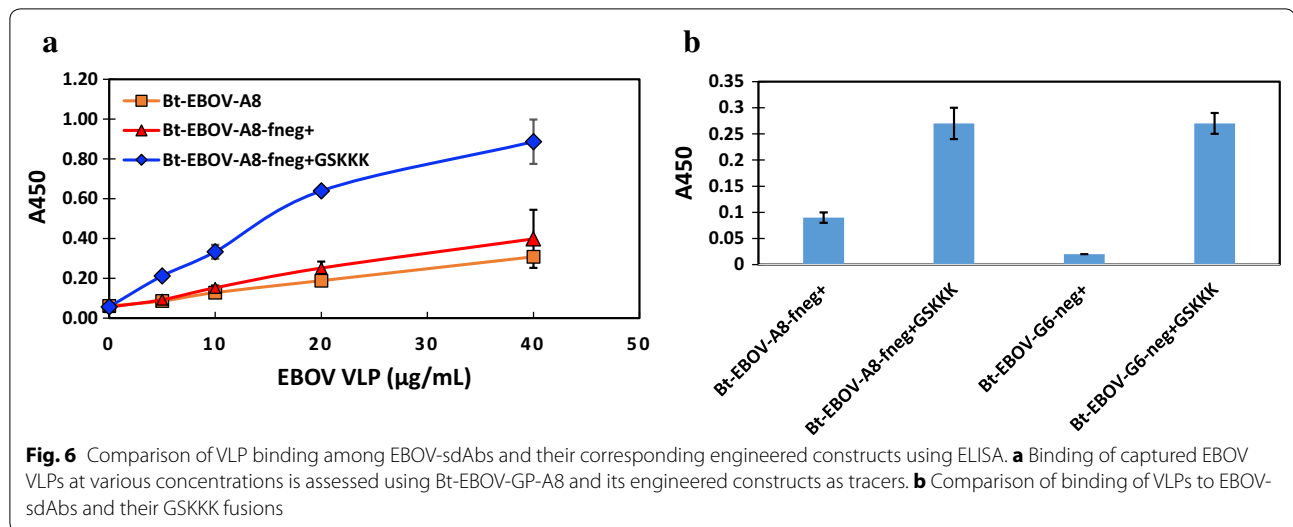 a
1.20
1.00
0.80
0.60
0.40
0.20
0.00
A450
Bt-EBOV-A8
Bt-EBOV-A8-fneg+
Bt-EBOV-A8-fneg+GSKKK
0 10 20 30 40 50
EBOV VLP (µg/mL)
b
0.35
0.3
0.25
0.2
0.15
0.1
0.05
0
A450
Bt-EBOV-A8-fneg+
Bt-EBOV-A8-fneg+GSKKK
Bt-EBOV-G6-neg+
Bt-EBOV-G6-neg+GSKKK
Fig. 6 Comparison of VLP binding among EBOV-sdAbs and their corresponding engineered constructs using ELISA. a Binding of captured EBOV
VLPs at various concentrations is assessed using Bt-EBOV-GP-A8 and its engineered constructs as tracers. b Comparison of binding of VLPs to EBOV-
sdAbs and their GSKKK fusions